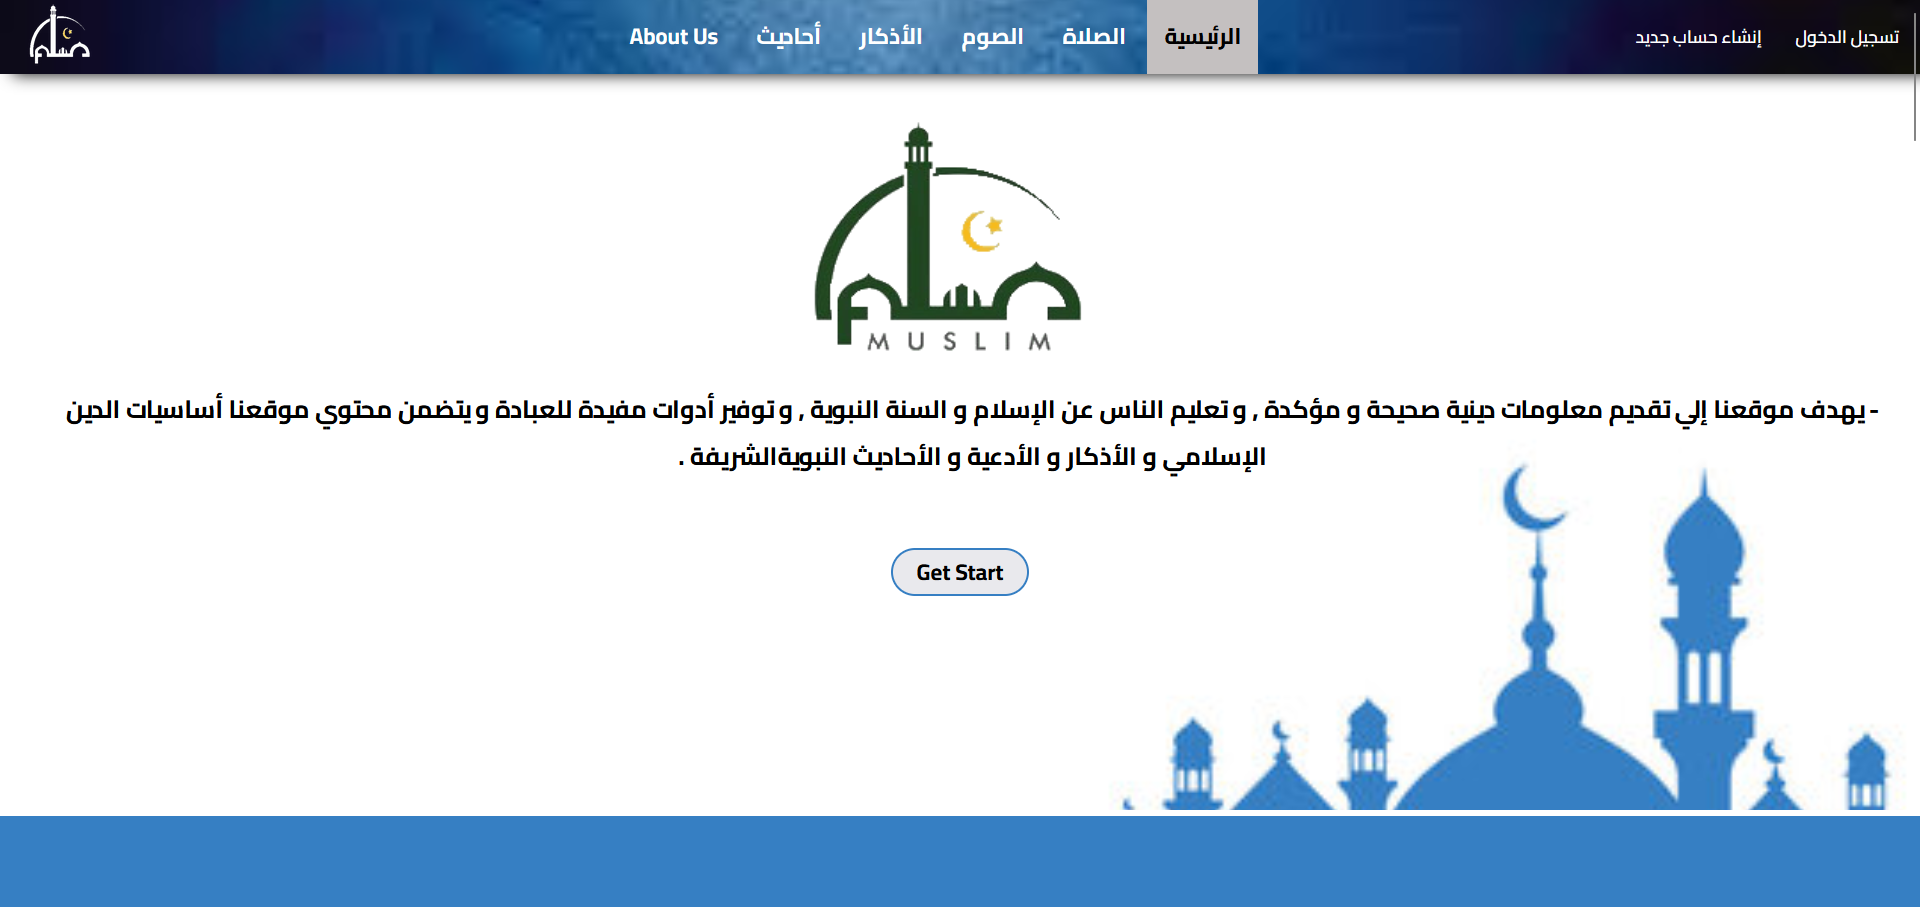 تسجيل الدخول
إنشاء حساب جديد
الرئيسية
الصلاة
الصوم
الأذكار
أحاديث
About Us
مسلم
MUSLIM
- يهدف موقعنا إلي تقديم معلومات دينية صحيحة و مؤكدة , و تعليم الناس عن الإسلام و السنة النبوية , و توفير أدوات مفيدة للعبادة و يتضمن محتوي موقعنا أساسيات الدين
الإسلامي و الأذكار و الأدعية و الأحاديث النبويةالشريفة .
Get Start